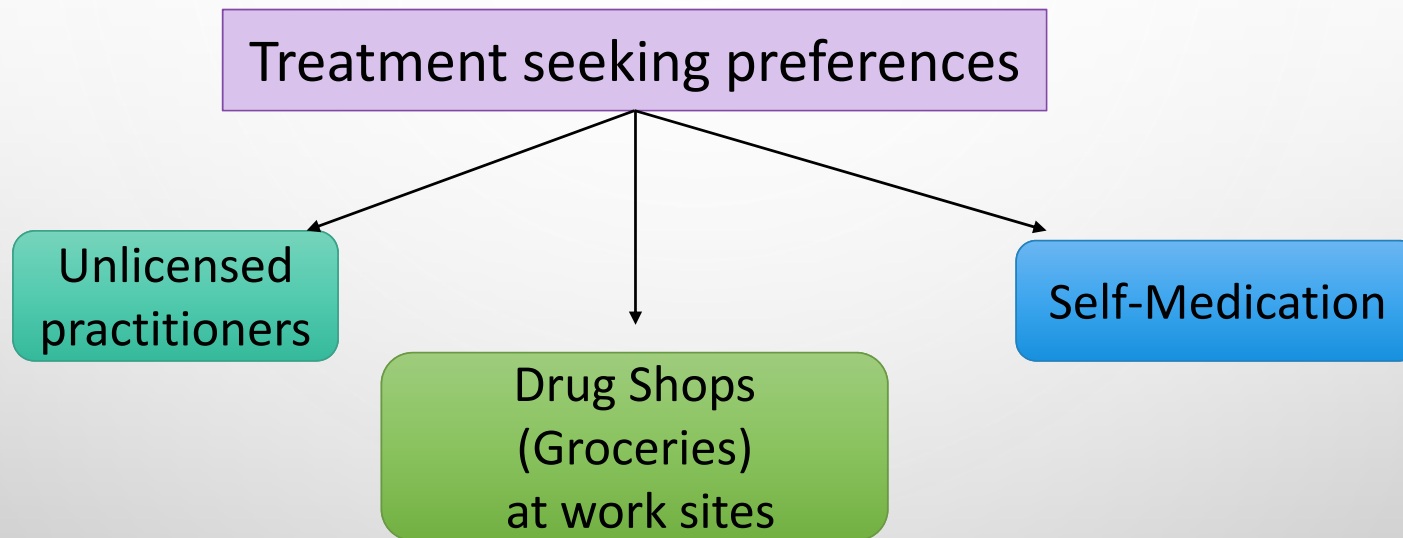 Treatment seeking preferences
Unlicensed
practitioners
Self-Medication
Drug Shops
(Groceries)
at work sites